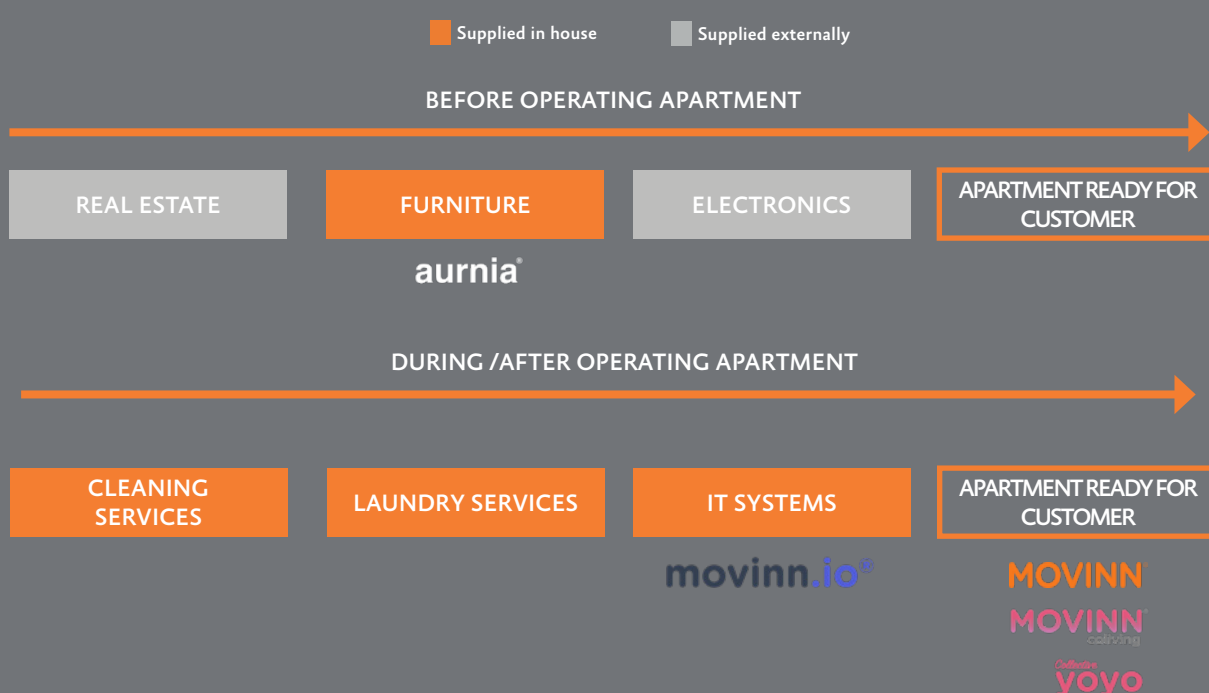 Supplied in house
Supplied externally
BEFORE OPERATING APARTMENT
REAL ESTATE
FURNITURE
ELECTRONICS
APARTMENT READY FOR
CUSTOMER
aurnia®
DURING /AFTER OPERATING APARTMENT
CLEANING
SERVICES
LAUNDRY SERVICES
IT SYSTEMS
APARTMENT READY FOR
CUSTOMER
movinn.io®
MOVINN
MOVINN
coliving
VOVO